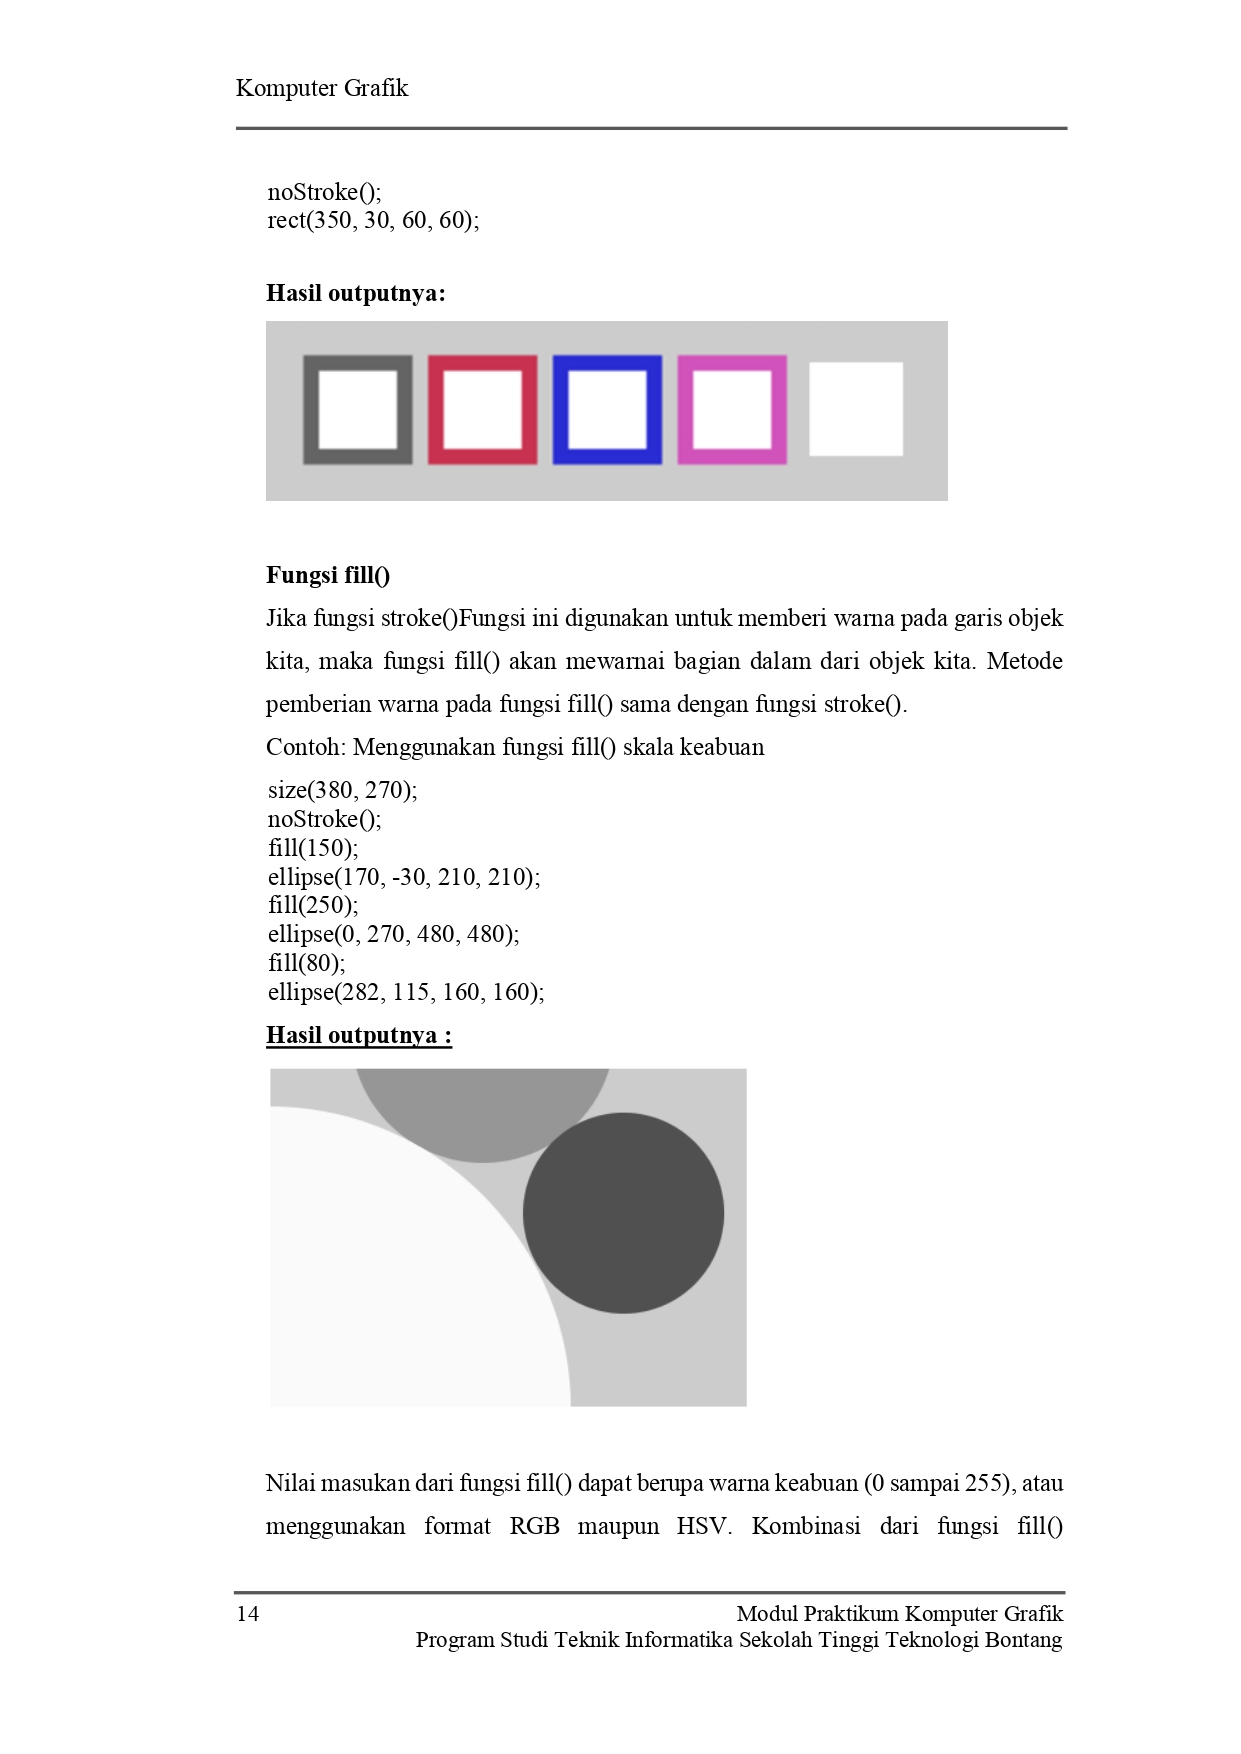 Komputer Grafik
noStroke();
rect(350, 30, 60, 60);
Hasil outputnya:
Fungsi fill()
Jika fungsi stroke()Fungsi ini digunakan untuk memberi warna pada garis objek
kita, maka fungsi fill() akan mewarnai bagian dalam dari objek kita. Metode
pemberian warna pada fungsi fill() sama dengan fungsi stroke().
Contoh: Menggunakan fungsi fill() skala keabuan
size(380, 270);
noStroke();
fill(150);
ellipse(170, -30, 210, 210);
fill(250);
ellipse(0, 270, 480, 480);
fill(80);
ellipse(282, 115, 160, 160);
Hasil outputnya :
Nilai masukan dari fungsi fill() dapat berupa warna keabuan (0 sampai 255), atau
menggunakan format RGB maupun HSV. Kombinasi dari fungsi fill()
14 Modul Praktikum Komputer Grafik
Program Studi Teknik Informatika Sekolah Tinggi Teknologi Bontang